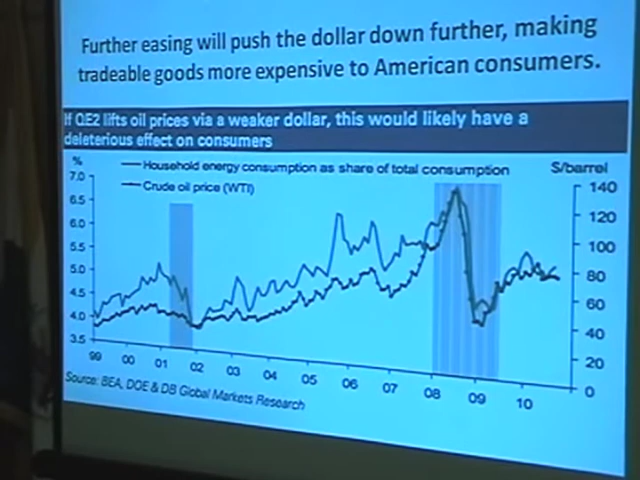 Further easing will push the dollar down further, making
tradeable goods more expensive to American consumers.
If QE2 lifts oil prices via a weaker dollar, this would likely have a
deleterious effect on consumers
%
Household energy consumption as share of total consumption
$/barrel
Crude oil price (WTI)
7.0
6.5
6.0
5.5
5.0
4.5
4.0
3.5
140
120
100
80
60
40
20
0
99 00 01 02 03 04 05 06 07 08 09 10
Source: BEA, DOE & DB Global Markets Research